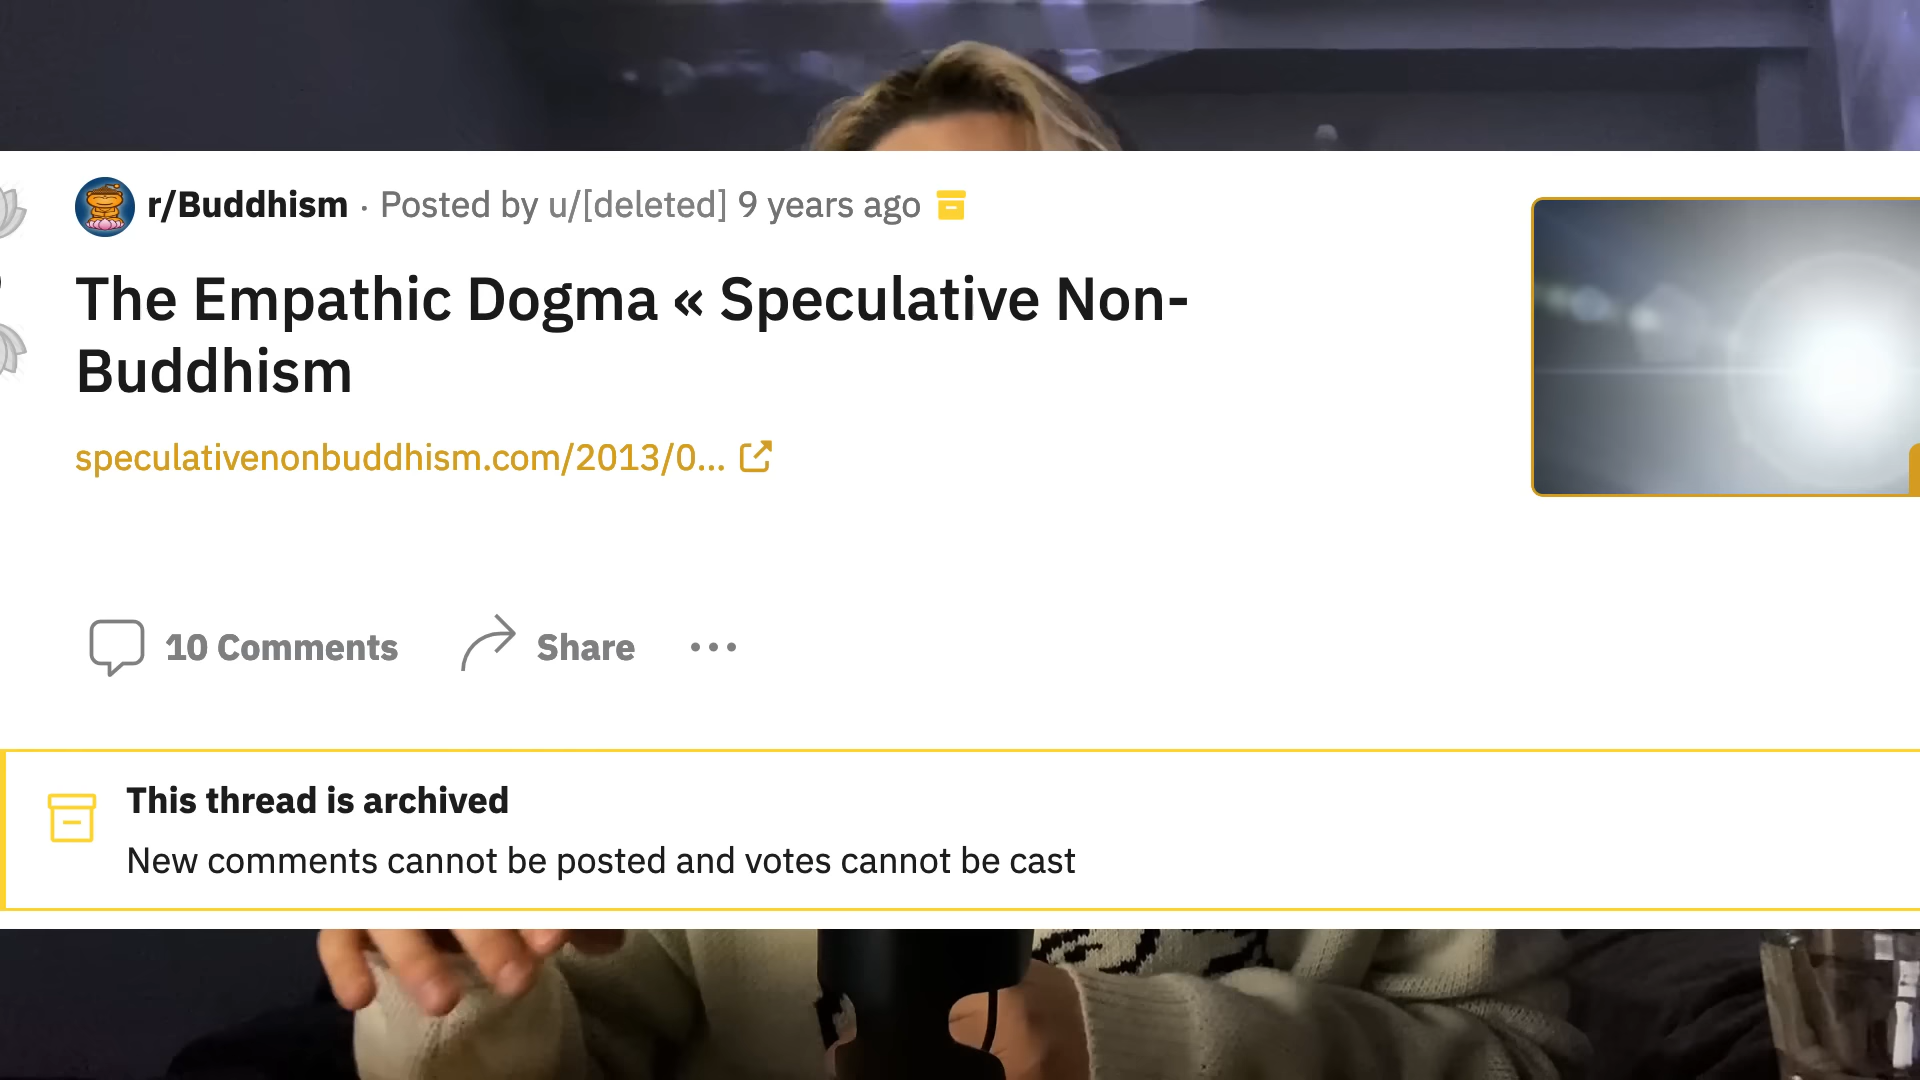 r/Buddhism · Posted by u/[deleted] 9 years ago
The Empathic Dogma « Speculative Non-
Buddhism
speculativenonbuddhism.com/2013/0...
10 Comments Share
This thread is archived
New comments cannot be posted and votes cannot be cast